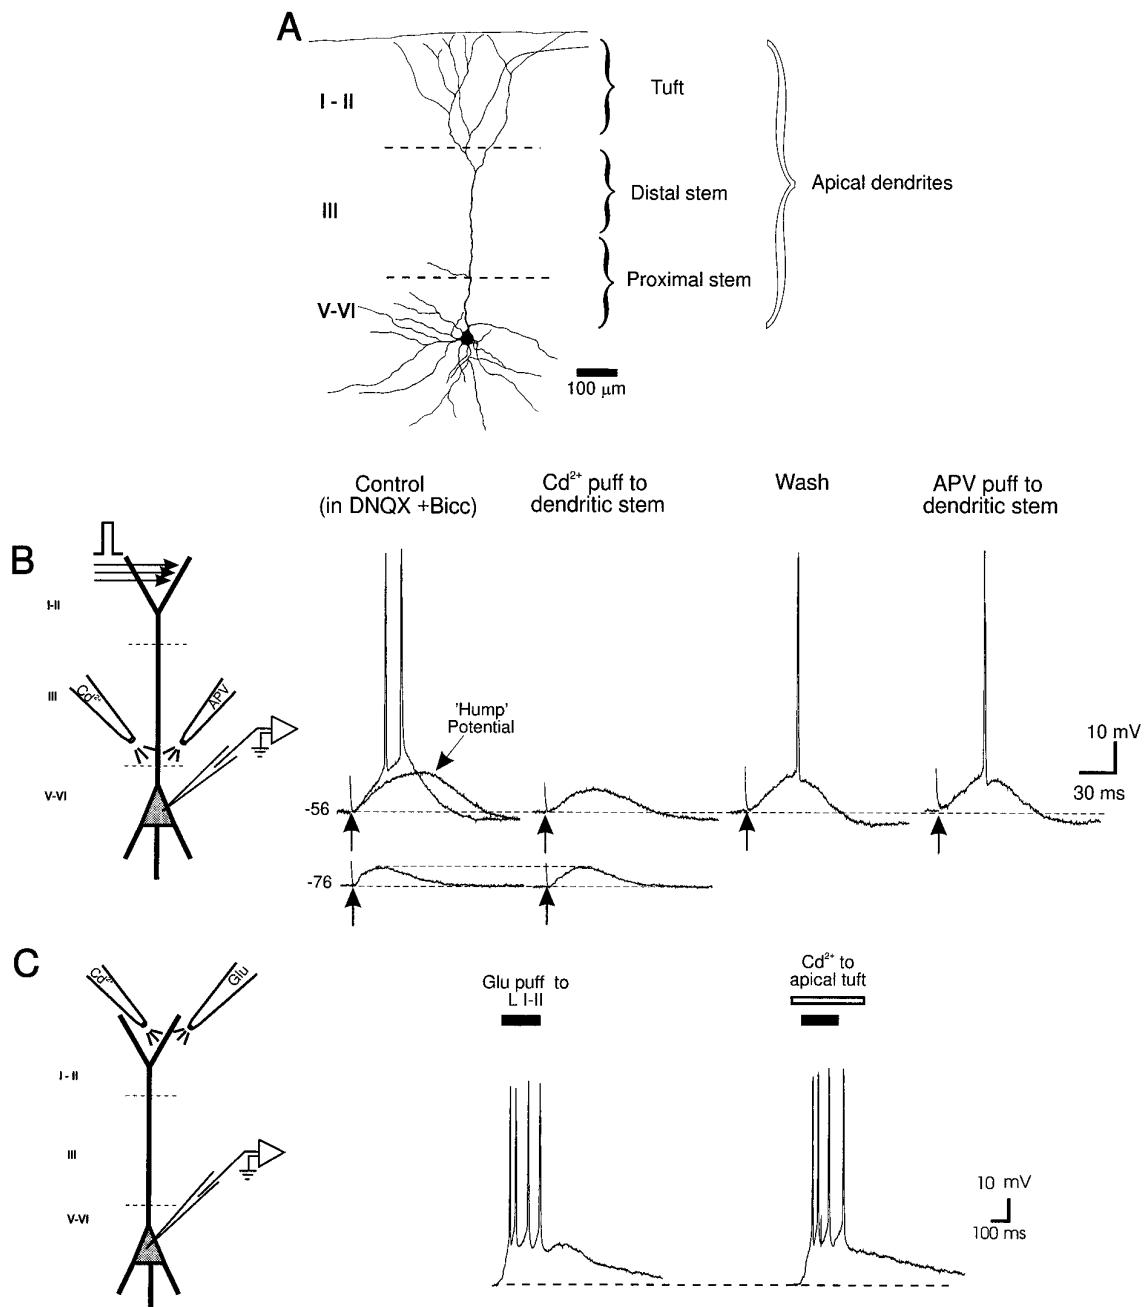 A
I - II
Tuft
Distal stem
Apical dendrites
III
Proximal stem
V-VI
100 μm
Control
(in DNQX +Bicc)
Cd2+ puff to
dendritic stem
Wash
APV puff to
dendritic stem
B
I-II
III
Cd2+
APV
V-VI
'Hump'
Potential
10 mV
30 ms
-56
-76
C
Cd2+
Glu
I - II
III
V-VI
Glu puff to
L I-II
Cd2+ to
apical tuft
10 mV
100 ms